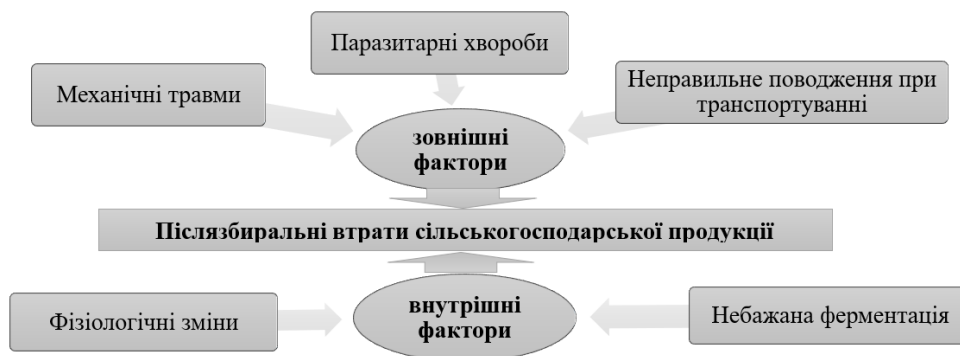 Паразитарні хвороби
Механічні травми
Неправильне поводження при
транспортуванні
зовнішні
фактори
Післязбиральні втрати сільськогосподарської продукції
Фізіологічні зміни
внутрішні
фактори
Небажана ферментація